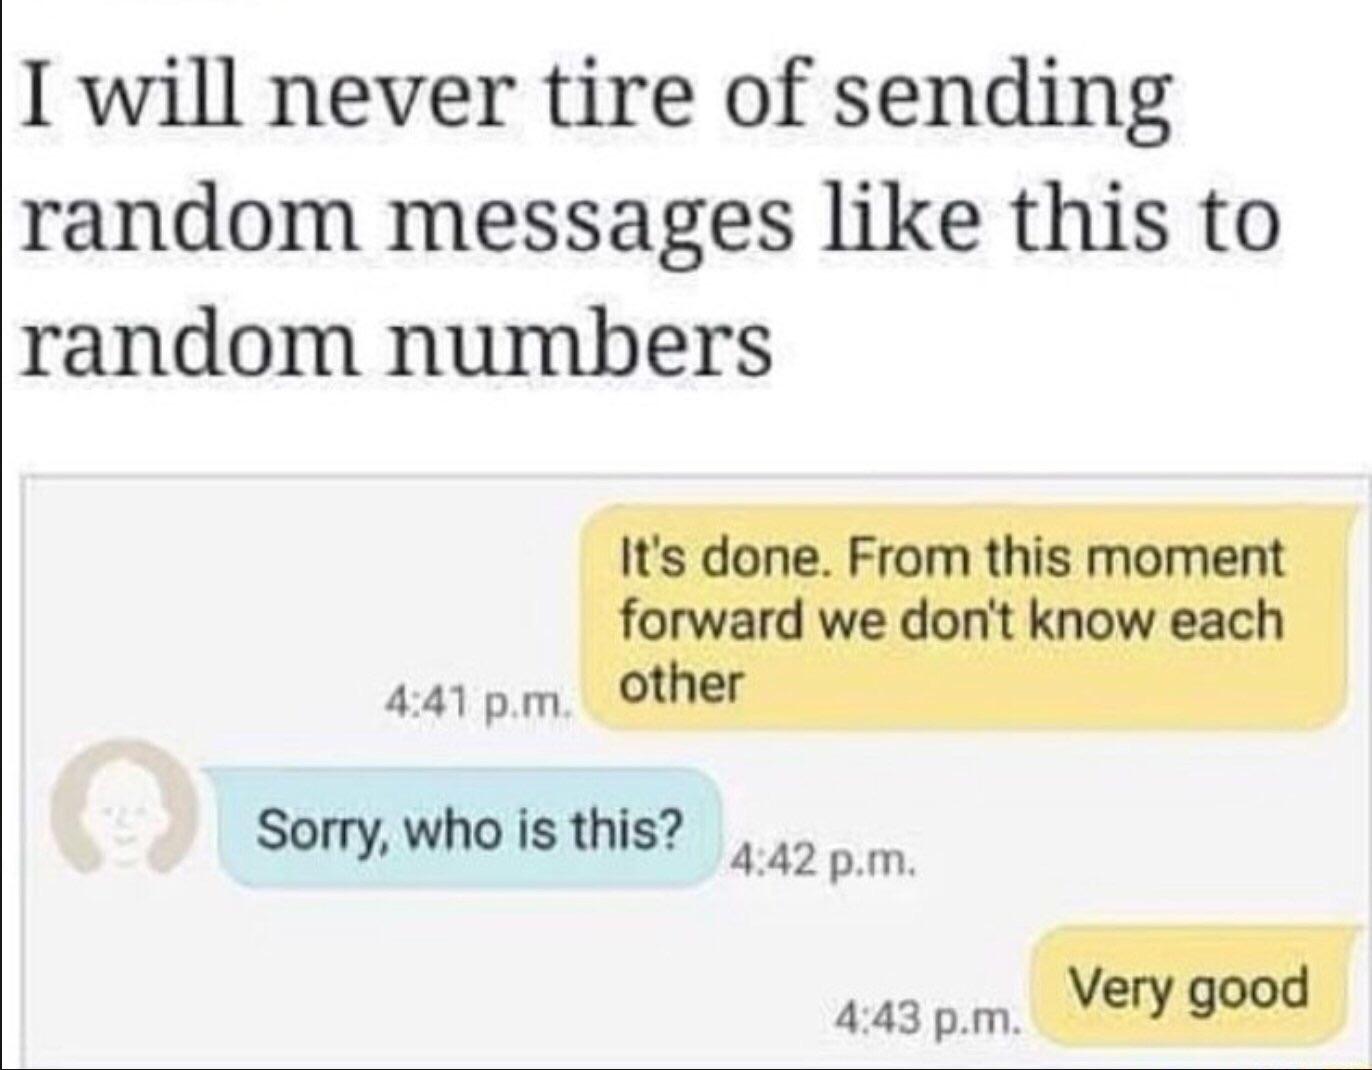 I will never tire of sending
random messages like this to
random numbers
It's done. From this moment
forward we don't know each
other
4:41 p.m.
Sorry, who is this?
4:42 p.m.
Very good
4:43 p.m.